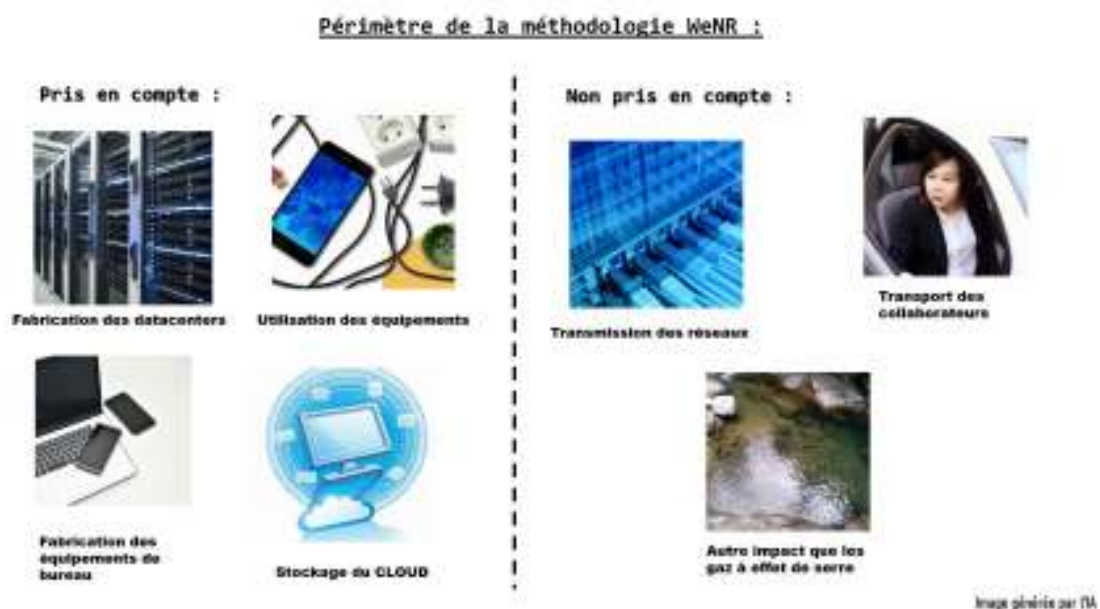 Périmètre de la méthodologie WeNR :
Pris en compte :
Fabrication des datacenters
Utilisation des équipements
Fabrication des
équipements de
bureau
Stockage du CLOUD
Non pris en compte :
Transmission des réseaux
Transport des
collaborateurs
Autre impact que les
gaz à effet de serre
Image générée par l'IA